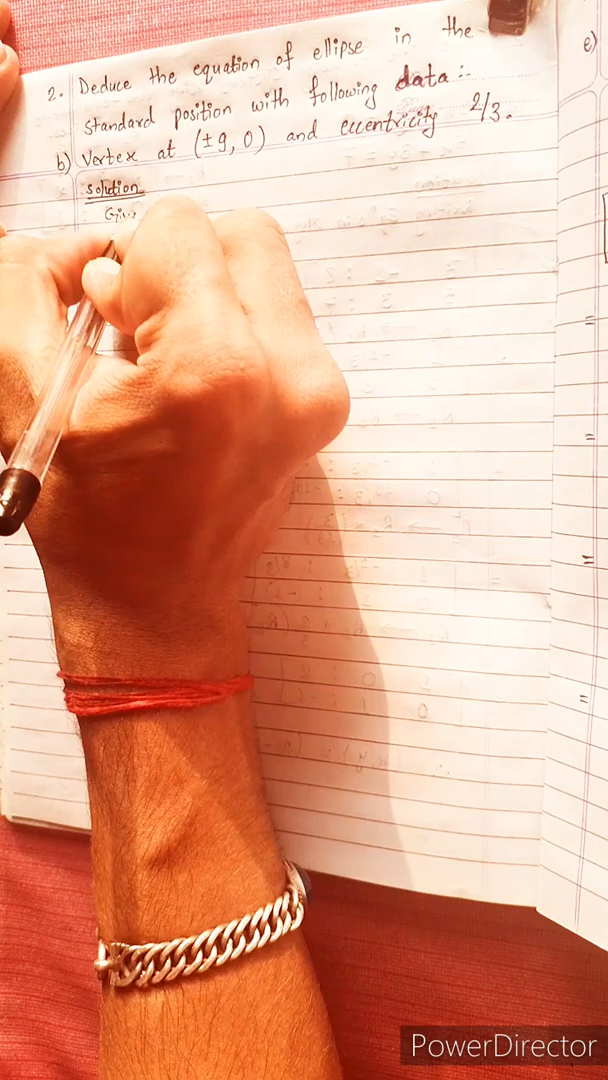 2. Deduce the equation of ellipse in the
standard position with following data :-
b) Vertex at (±9, 0) and eccentricity 2/3.
solution
Giv
e)
PowerDirector